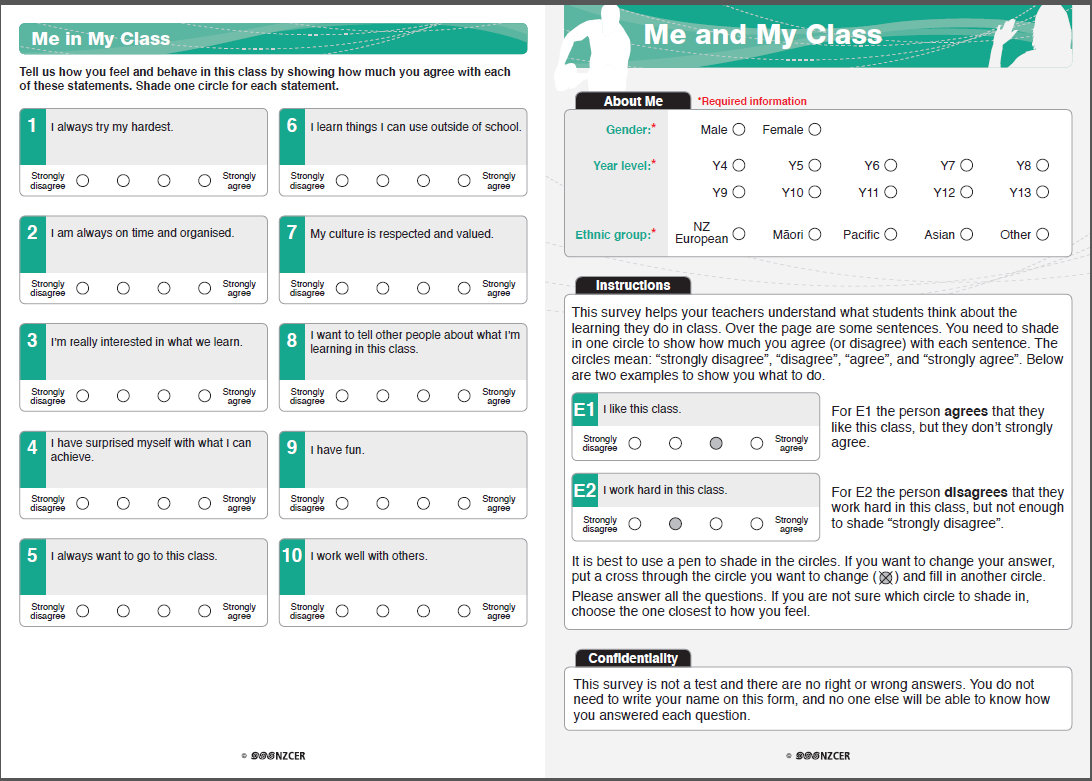 Me in My Class
Tell us how you feel and behave in this class by showing how much you agree with each
of these statements. Shade one circle for each statement.
1 I always try my hardest.
Strongly disagree
Strongly agree
2 I am always on time and organised.
Strongly disagree
Strongly agree
3 I'm really interested in what we learn.
Strongly disagree
Strongly agree
4 I have surprised myself with what I can
achieve.
Strongly disagree
Strongly agree
5 I always want to go to this class.
Strongly disagree
Strongly agree
6 I learn things I can use outside of school.
Strongly disagree
Strongly agree
7 My culture is respected and valued.
Strongly disagree
Strongly agree
8 I want to tell other people about what I'm
learning in this class.
Strongly disagree
Strongly agree
9 I have fun.
Strongly disagree
Strongly agree
10 I work well with others.
Strongly disagree
Strongly agree
© NZCER
Me and My Class
About Me *Required information
Gender:* Male Female
Year level:* Y4 Y5 Y6 Y7 Y8
Y9 Y10 Y11 Y12 Y13
Ethnic group:* NZ European Māori Pacific Asian Other
Instructions
This survey helps your teachers understand what students think about the
learning they do in class. Over the page are some sentences. You need to shade
in one circle to show how much you agree (or disagree) with each sentence. The
circles mean: “strongly disagree”, “disagree”, “agree”, and “strongly agree”. Below
are two examples to show you what to do.
E1 I like this class.
Strongly disagree
Strongly agree
For E1 the person agrees that they
like this class, but they don’t strongly
agree.
E2 I work hard in this class.
Strongly disagree
Strongly agree
For E2 the person disagrees that they
work hard in this class, but not enough
to shade “strongly disagree”.
It is best to use a pen to shade in the circles. If you want to change your answer,
put a cross through the circle you want to change ( ) and fill in another circle.
Please answer all the questions. If you are not sure which circle to shade in,
choose the one closest to how you feel.
Confidentiality
This survey is not a test and there are no right or wrong answers. You do not
need to write your name on this form, and no one else will be able to know how
you answered each question.
© NZCER